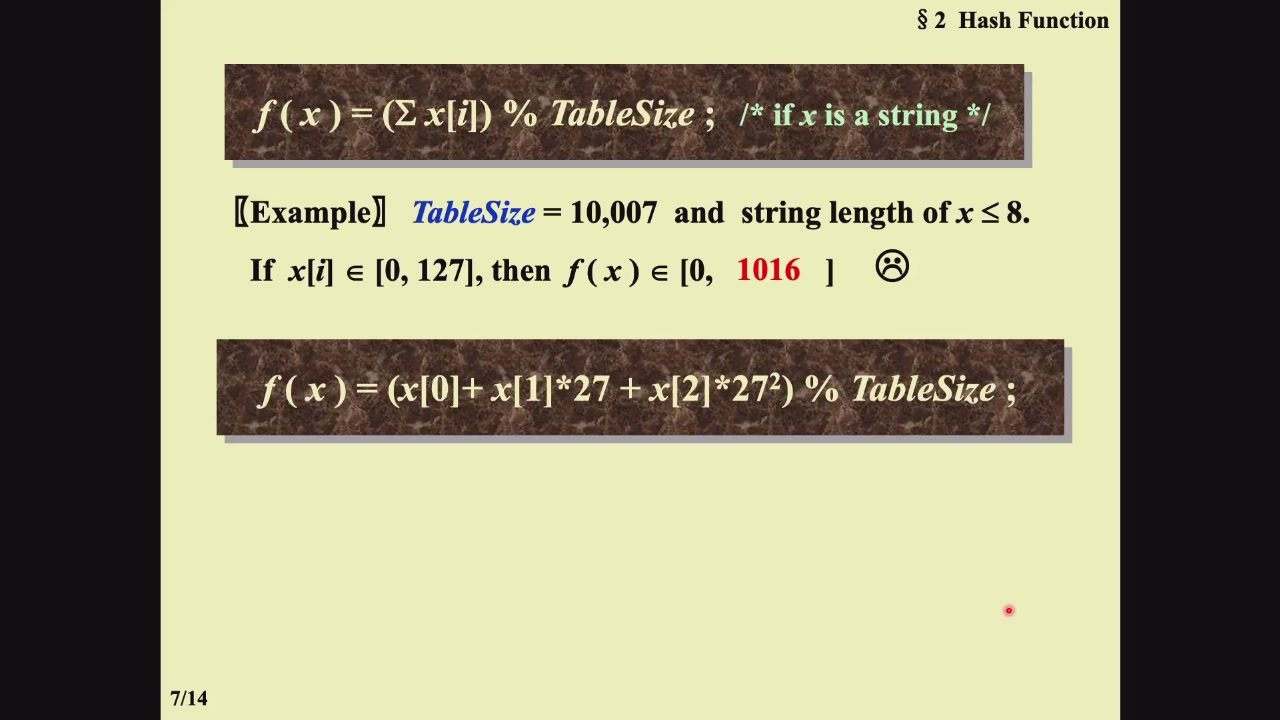 § 2 Hash Function
f ( x ) = (Σ x[i]) % TableSize ; /* if x is a string */
〖Example〗 TableSize = 10,007 and string length of x ≤ 8.
If x[i] ∈ [0, 127], then f ( x ) ∈ [0, 1016 ] ☹
f ( x ) = (x[0]+ x[1]*27 + x[2]*27²) % TableSize ;
7/14